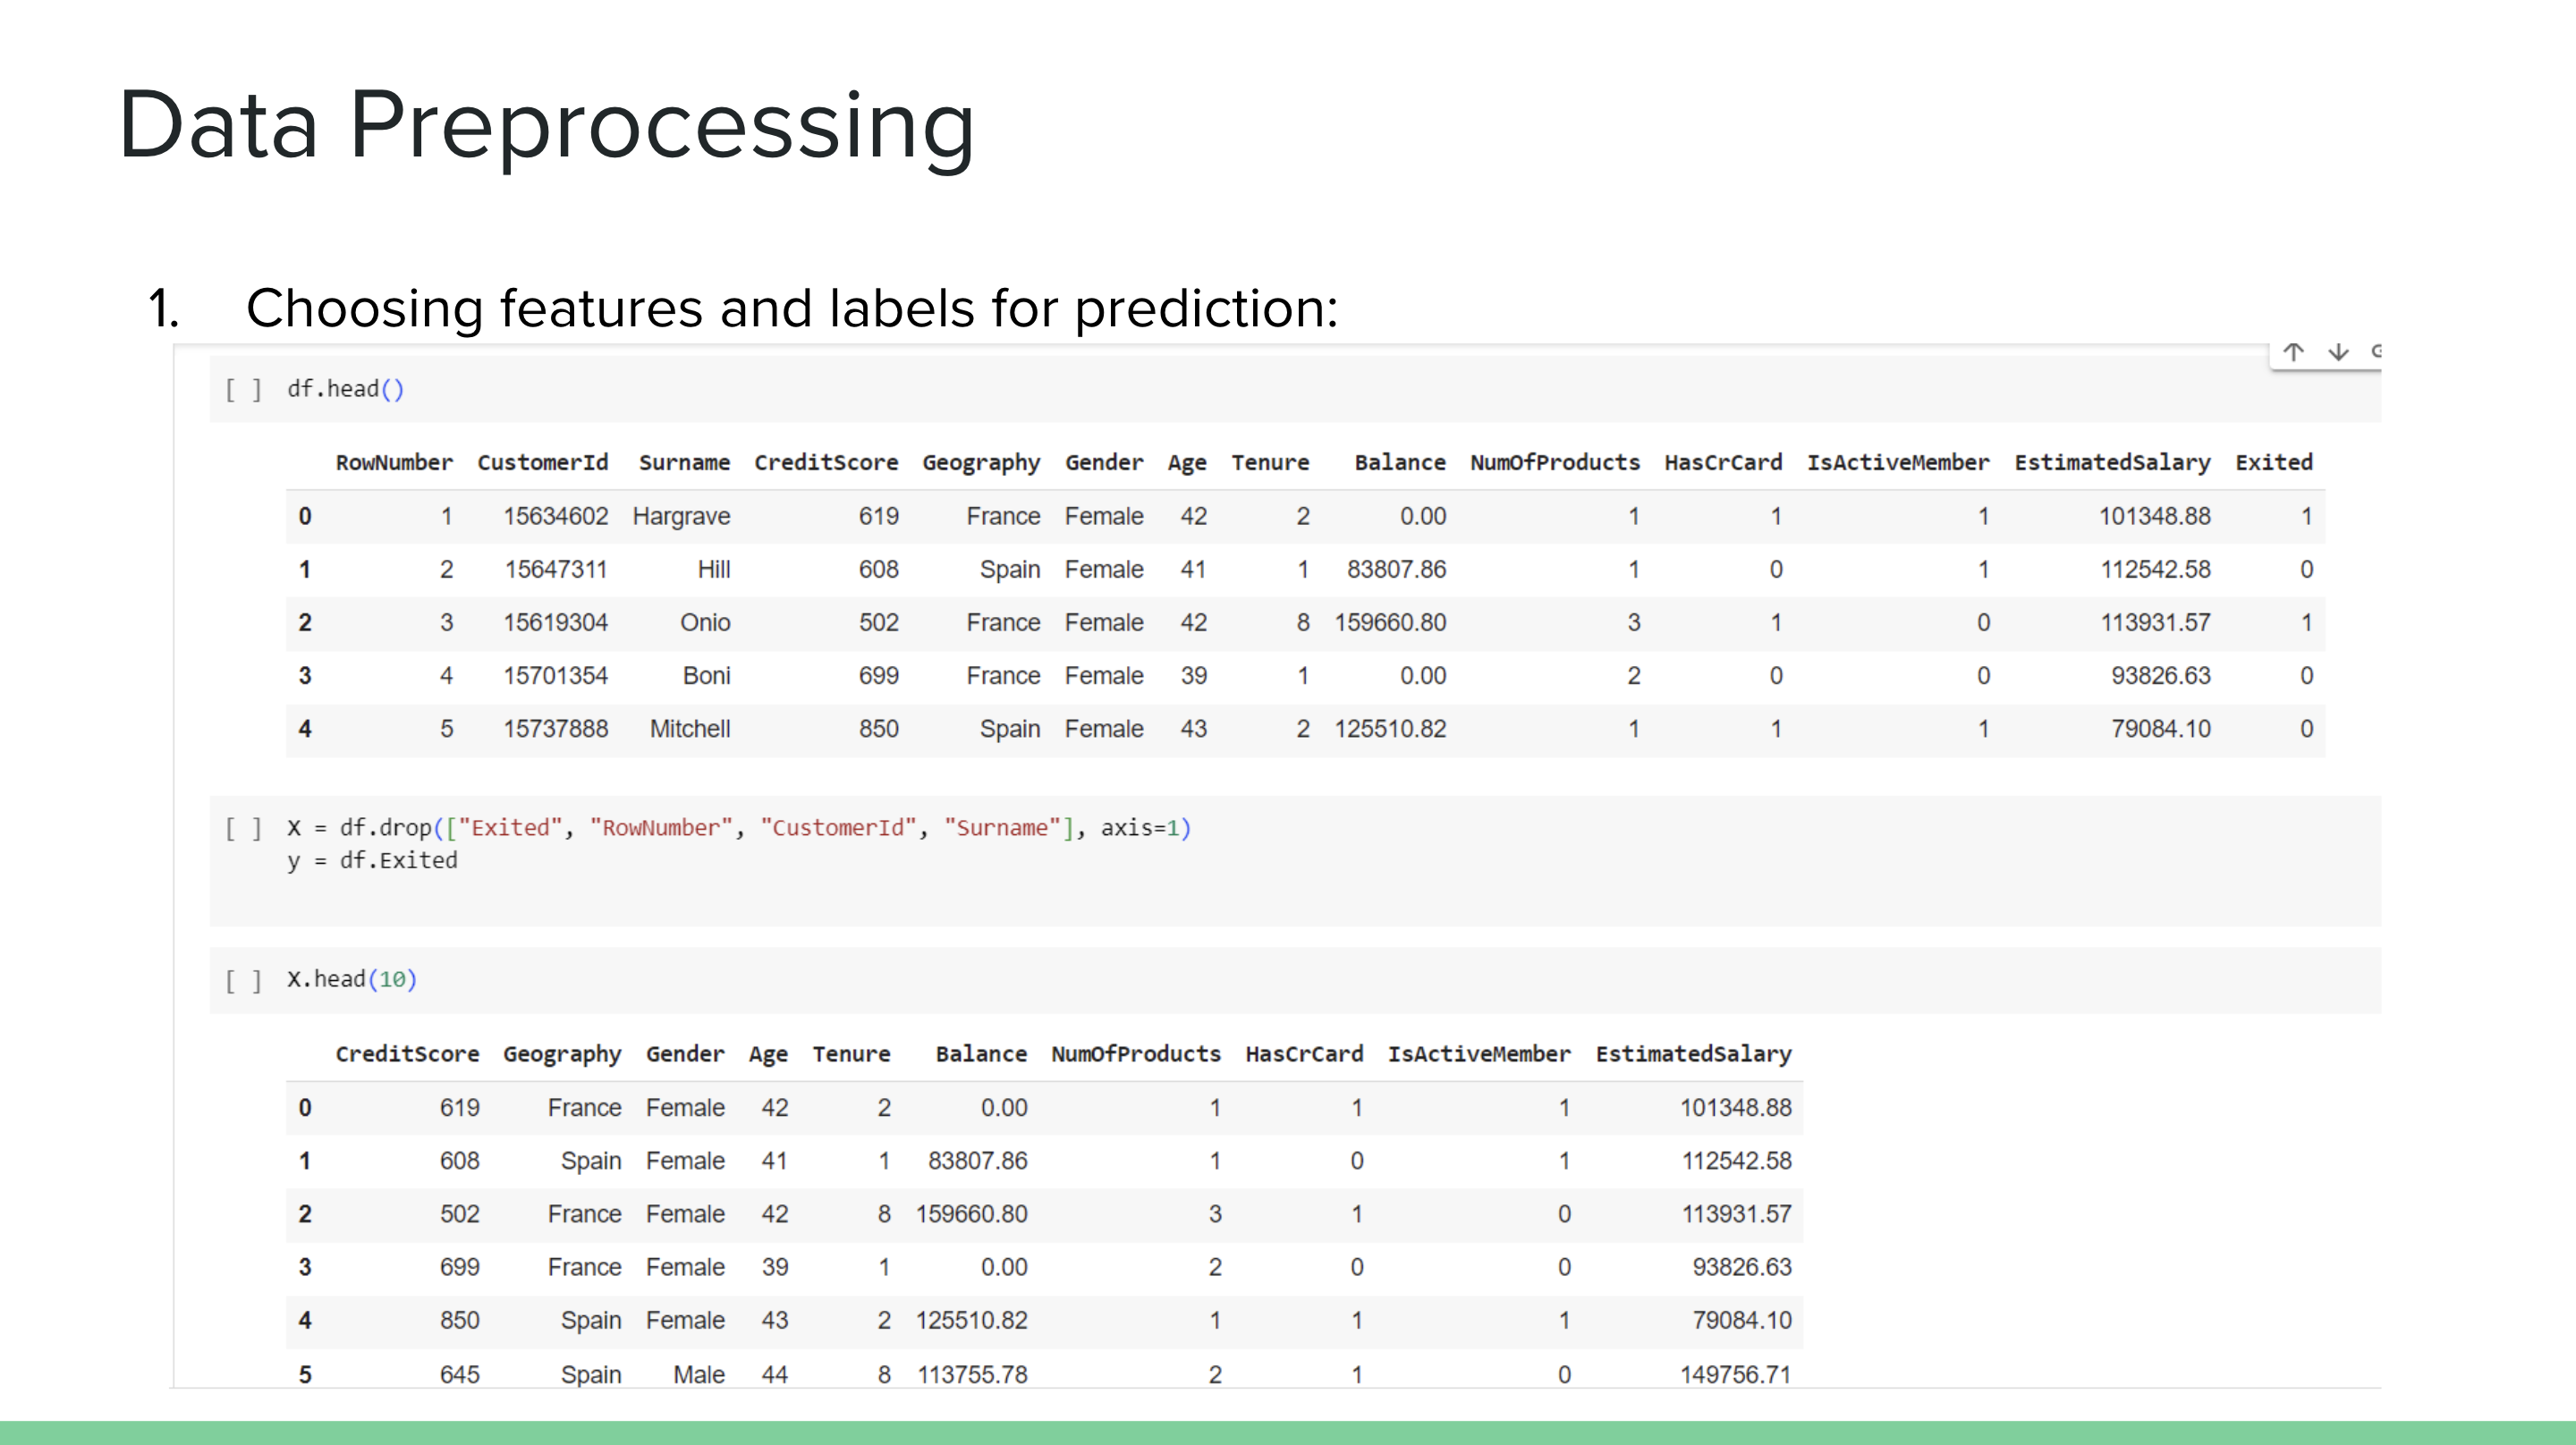 Data Preprocessing
1. Choosing features and labels for prediction:
[ ] df.head()
RowNumber CustomerId Surname CreditScore Geography Gender Age Tenure Balance NumOfProducts HasCrCard IsActiveMember EstimatedSalary Exited
0 1 15634602 Hargrave 619 France Female 42 2 0.00 1 1 1 101348.88 1
1 2 15647311 Hill 608 Spain Female 41 1 83807.86 1 0 1 112542.58 0
2 3 15619304 Onio 502 France Female 42 8 159660.80 3 1 0 113931.57 1
3 4 15701354 Boni 699 France Female 39 1 0.00 2 0 0 93826.63 0
4 5 15737888 Mitchell 850 Spain Female 43 2 125510.82 1 1 1 79084.10 0
[ ] X = df.drop(["Exited", "RowNumber", "CustomerId", "Surname"], axis=1)
y = df.Exited
[ ] X.head(10)
CreditScore Geography Gender Age Tenure Balance NumOfProducts HasCrCard IsActiveMember EstimatedSalary
0 619 France Female 42 2 0.00 1 1 1 101348.88
1 608 Spain Female 41 1 83807.86 1 0 1 112542.58
2 502 France Female 42 8 159660.80 3 1 0 113931.57
3 699 France Female 39 1 0.00 2 0 0 93826.63
4 850 Spain Female 43 2 125510.82 1 1 1 79084.10
5 645 Spain Male 44 8 113755.78 2 1 0 149756.71